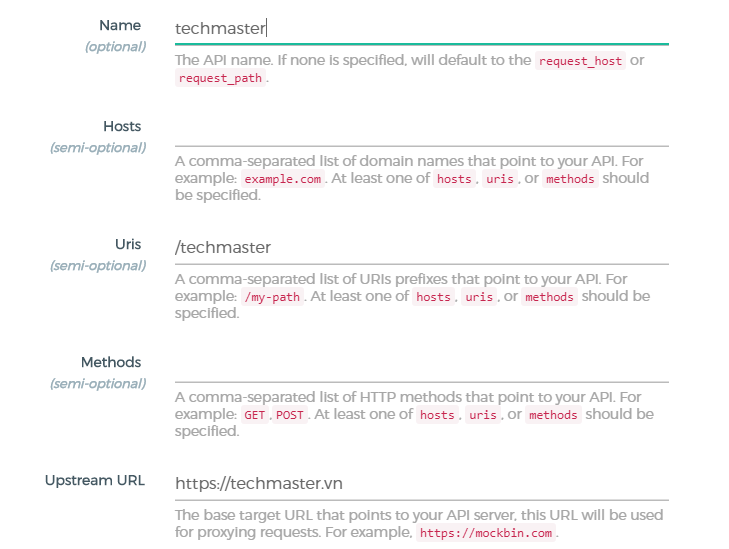 Name techmaster
(optional)
The API name. If none is specified, will default to the request_host or
request_path.
Hosts
(semi-optional)
A comma-separated list of domain names that point to your API. For
example: example.com. At least one of hosts, uris, or methods should
be specified.
Uris /techmaster
(semi-optional)
A comma-separated list of URIs prefixes that point to your API. For
example: /my-path. At least one of hosts, uris, or methods should be
specified.
Methods
(semi-optional)
A comma-separated list of HTTP methods that point to your API. For
example: GET,POST. At least one of hosts, uris, or methods should be
specified.
Upstream URL https://techmaster.vn
The base target URL that points to your API server, this URL will be used
for proxying requests. For example, https://mockbin.com.